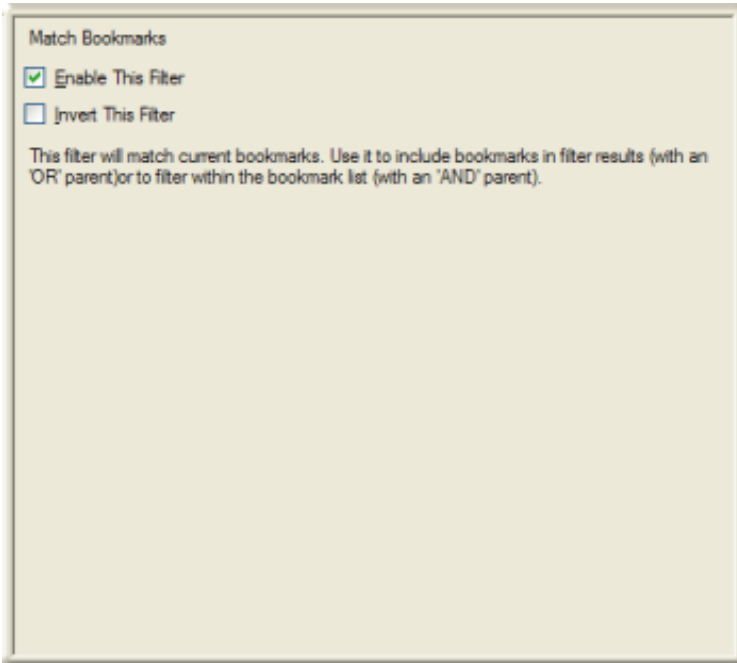 Match Bookmarks
Enable This Filter
Invert This Filter
This filter will match current bookmarks. Use it to include bookmarks in filter results (with an
'OR' parent)or to filter within the bookmark list (with an 'AND' parent).